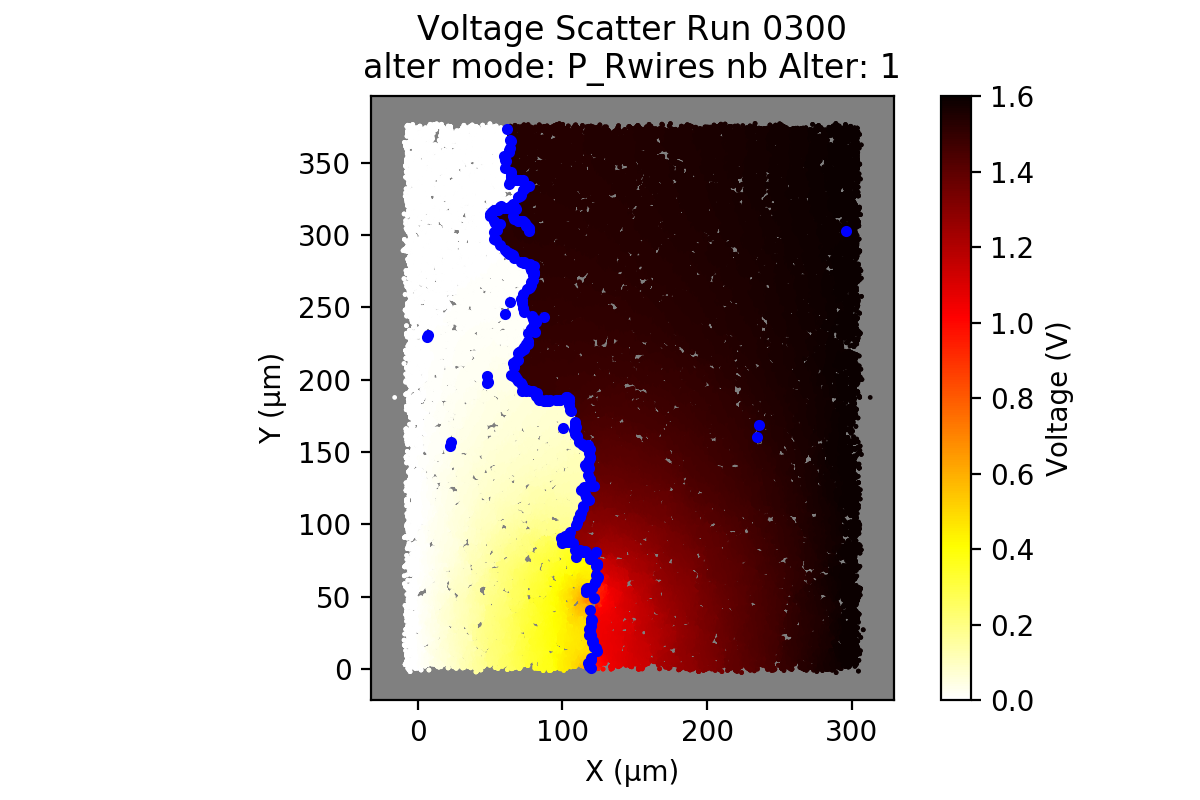 Voltage Scatter Run 0300
alter mode: P_Rwires nb Alter: 1
350
300
250
200
150
100
50
0
Y (µm)
0 100 200 300
X (µm)
1.6
1.4
1.2
1.0
0.8
0.6
0.4
0.2
0.0
Voltage (V)